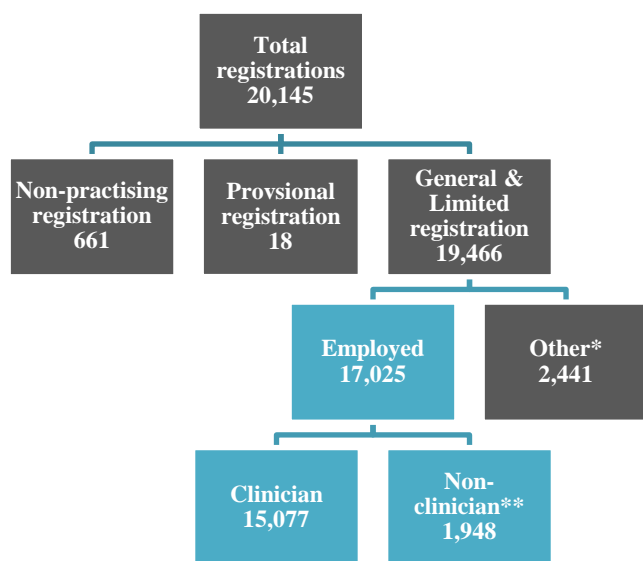 Total
registrations
20,145
Non-practising
registration
661
Provsional
registration
18
General &
Limited
registration
19,466
Employed
17,025
Other*
2,441
Clinician
15,077
Non-
clinician**
1,948